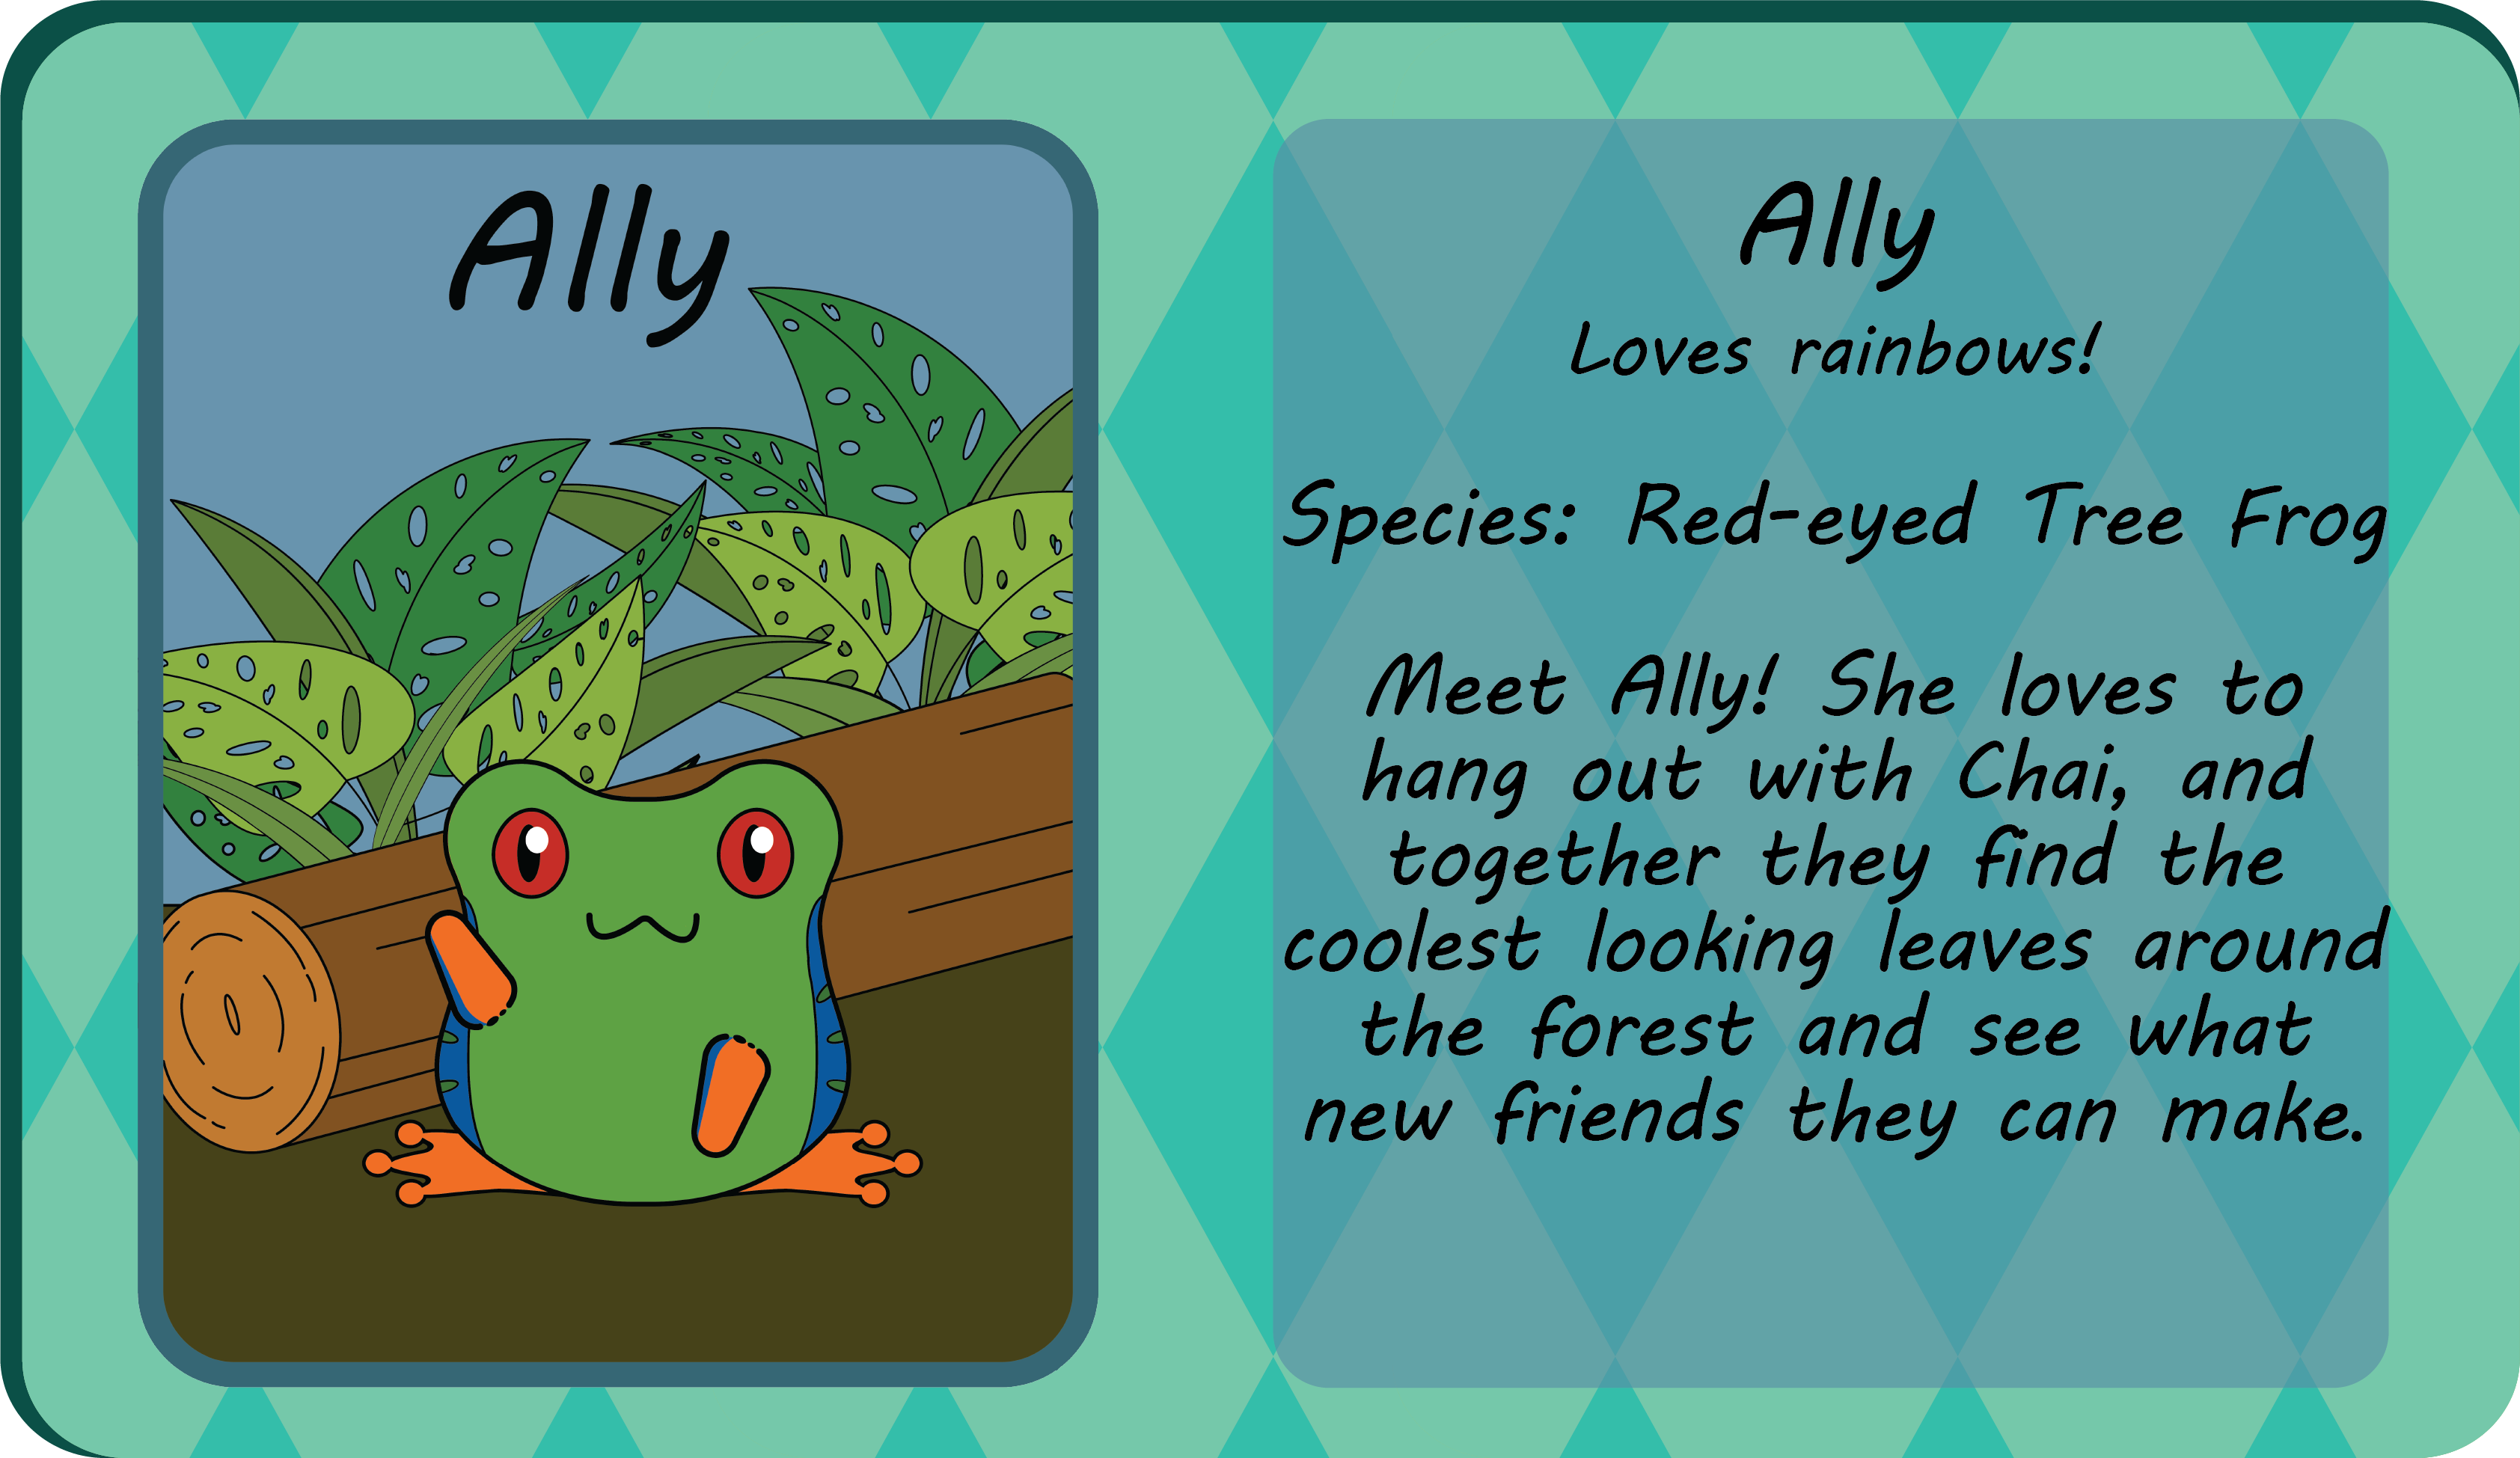 Ally
Ally
Loves rainbows!
Species: Red-eyed Tree Frog
Meet Ally! She loves to
hang out with Chai, and
together they find the
coolest looking leaves around
the forest and see what
new friends they can make.